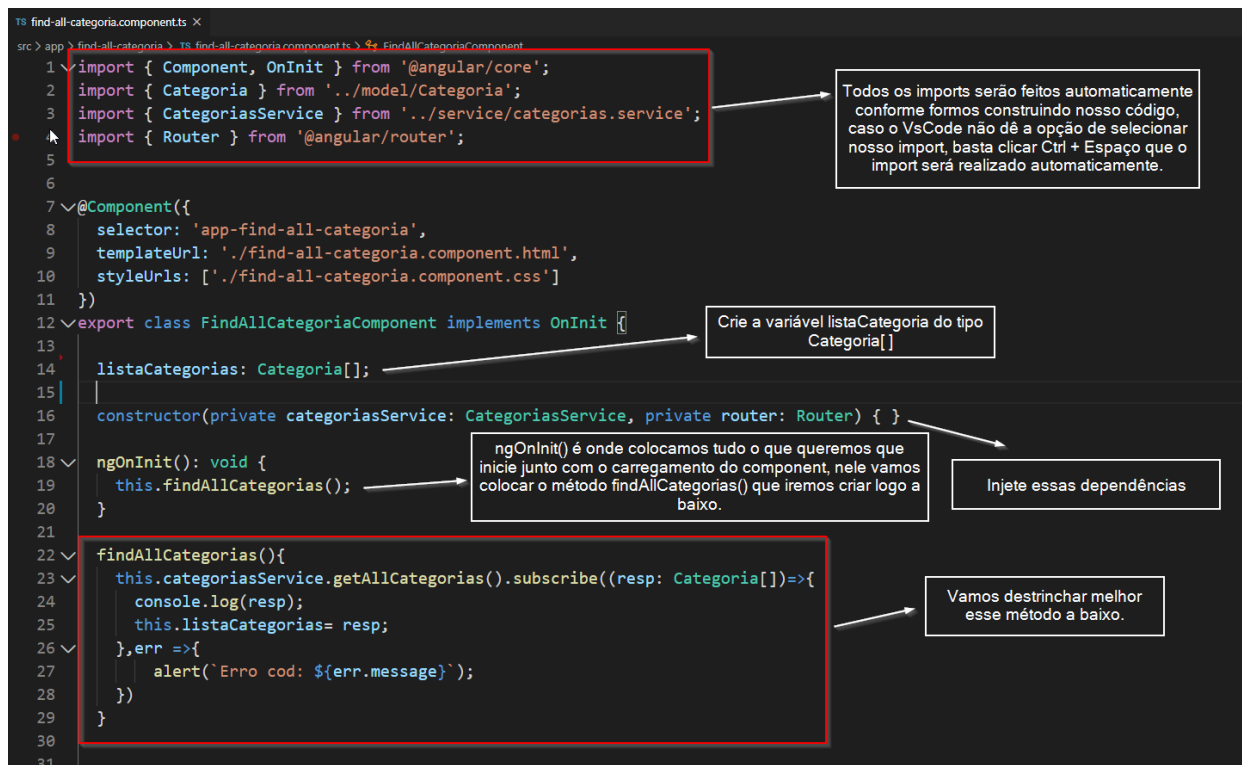 TS find-all-categoria.component.ts ×
src > app > find-all-categoria > TS find-all-categoria.component.ts > FindAllCategoriaComponent
1 import { Component, OnInit } from '@angular/core';
2 import { Categoria } from '../model/Categoria';
3 import { CategoriasService } from '../service/categorias.service';
4 import { Router } from '@angular/router';
5
6
7 @Component({
8 selector: 'app-find-all-categoria',
9 templateUrl: './find-all-categoria.component.html',
10 styleUrls: ['./find-all-categoria.component.css']
11 })
12 export class FindAllCategoriaComponent implements OnInit {
13
14 listaCategorias: Categoria[];
15
16 constructor(private categoriasService: CategoriasService, private router: Router) { }
17
18 ngOnInit(): void {
19 this.findAllCategorias();
20 }
21
22 findAllCategorias(){
23 this.categoriasService.getAllCategorias().subscribe((resp: Categoria[])=>{
24 console.log(resp);
25 this.listaCategorias= resp;
26 },err =>{
27 alert(`Erro cod: ${err.message}`);
28 })
29 }
30
31
Todos os imports serão feitos automaticamente
conforme formos construindo nosso código,
caso o VsCode não dê a opção de selecionar
nosso import, basta clicar Ctrl + Espaço que o
import será realizado automaticamente.
Crie a variável listaCategoria do tipo
Categoria[ ]
ngOnInit() é onde colocamos tudo o que queremos que
inicie junto com o carregamento do component, nele vamos
colocar o método findAllCategorias() que iremos criar logo a
baixo.
Injete essas dependências
Vamos destrinchar melhor
esse método a baixo.